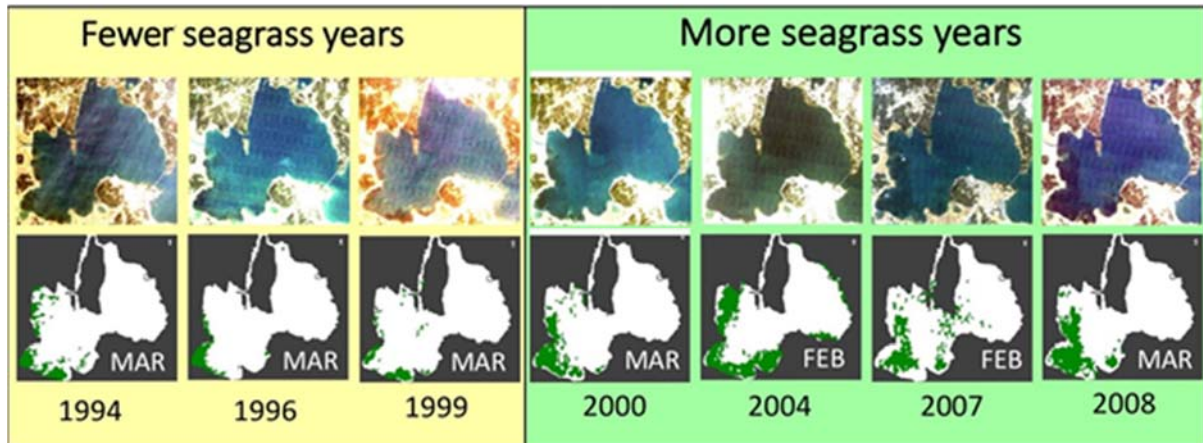 Fewer seagrass years
More seagrass years
MAR
MAR
MAR
MAR
FEB
FEB
MAR
1994
1996
1999
2000
2004
2007
2008